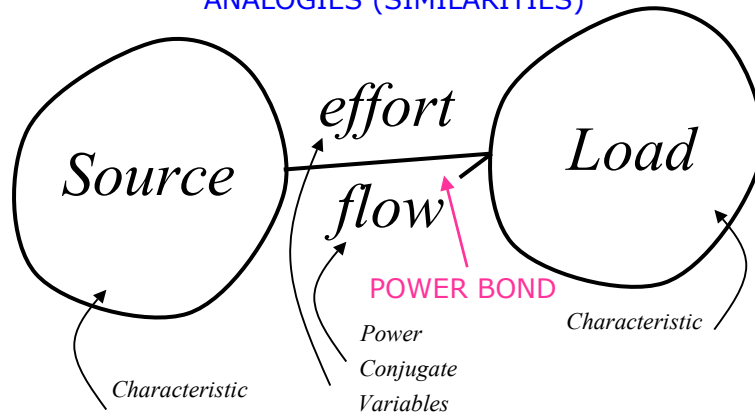 ANALOGIES (SIMILARITIES)
effort
Source
Load
flow
POWER BOND
Power
Conjugate
Variables
Characteristic
Characteristic